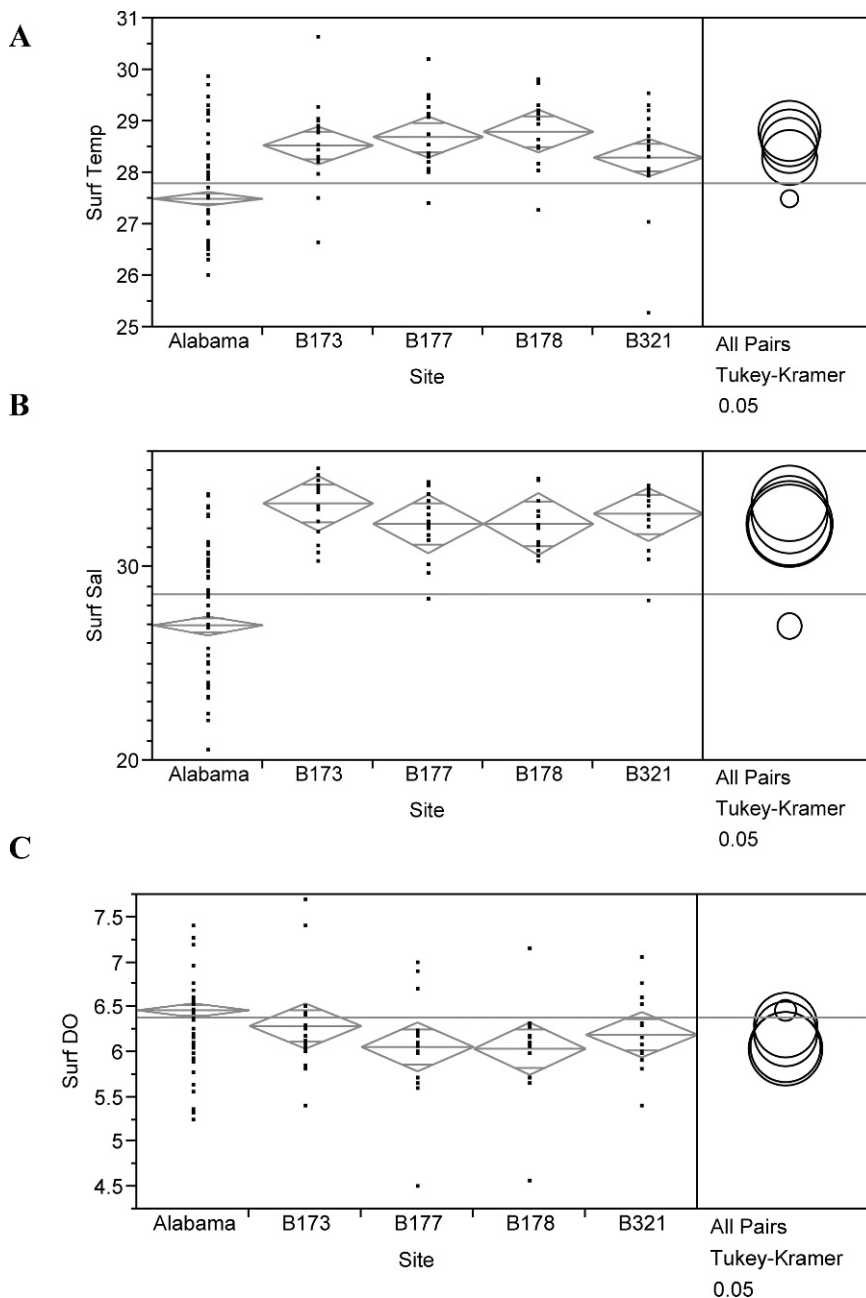 A
31
30
29
28
27
26
25
Surf Temp
Alabama B173 B177 B178 B321
Site
All Pairs
Tukey-Kramer
0.05
B
30
20
Surf Sal
Alabama B173 B177 B178 B321
Site
All Pairs
Tukey-Kramer
0.05
C
7.5
7
6.5
6
5.5
5
4.5
Surf DO
Alabama B173 B177 B178 B321
Site
All Pairs
Tukey-Kramer
0.05